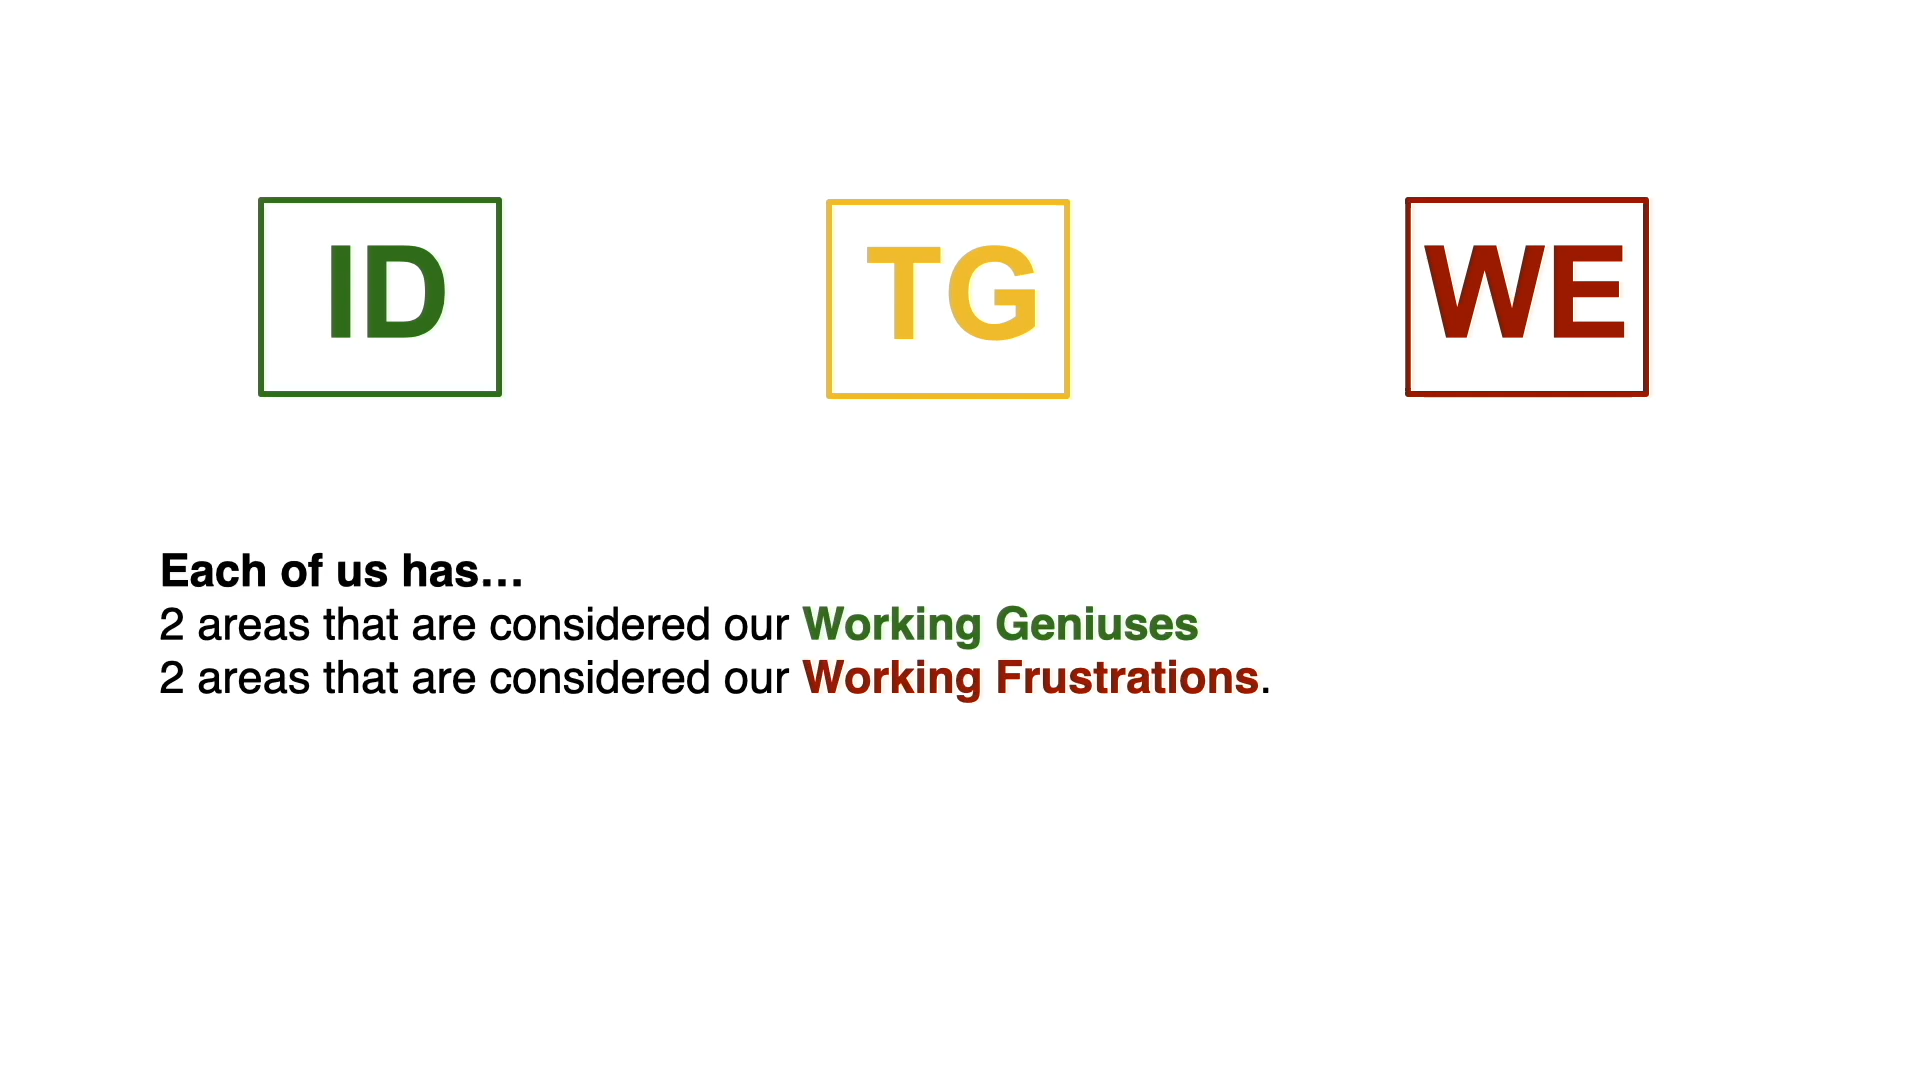 ID
TG
WE
Each of us has…
2 areas that are considered our Working Geniuses
2 areas that are considered our Working Frustrations.